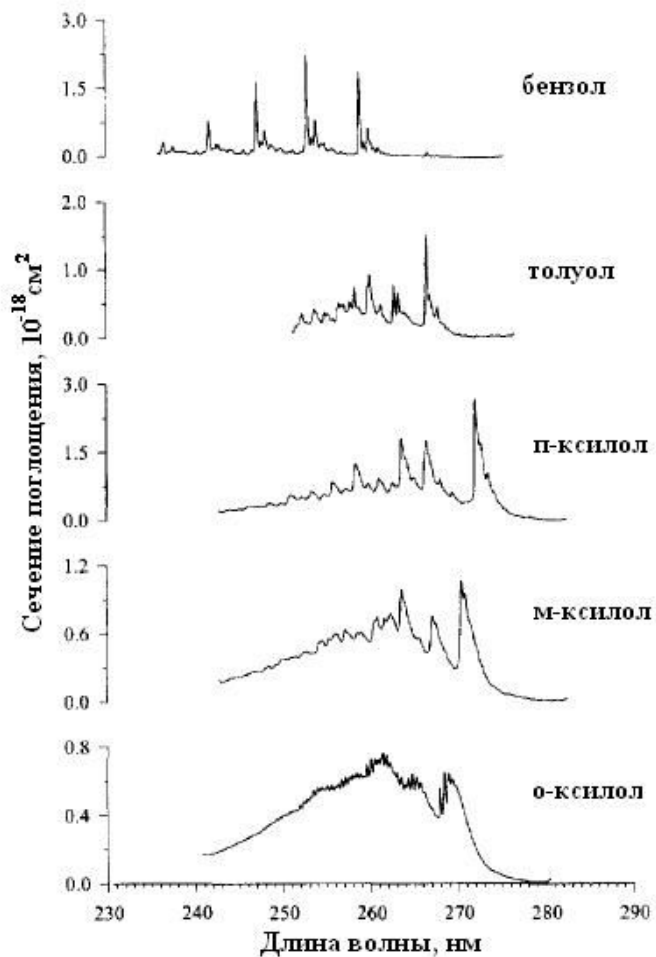 3.0
1.5
0.0
бензол
2.0
1.0
0.0
толуол
3.0
1.5
0.0
п-ксилол
1.2
0.6
0.0
м-ксилол
0.8
0.4
0.0
о-ксилол
Сечение поглощения, 10⁻¹⁸ см²
230 240 250 260 270 280 290
Длина волны, нм